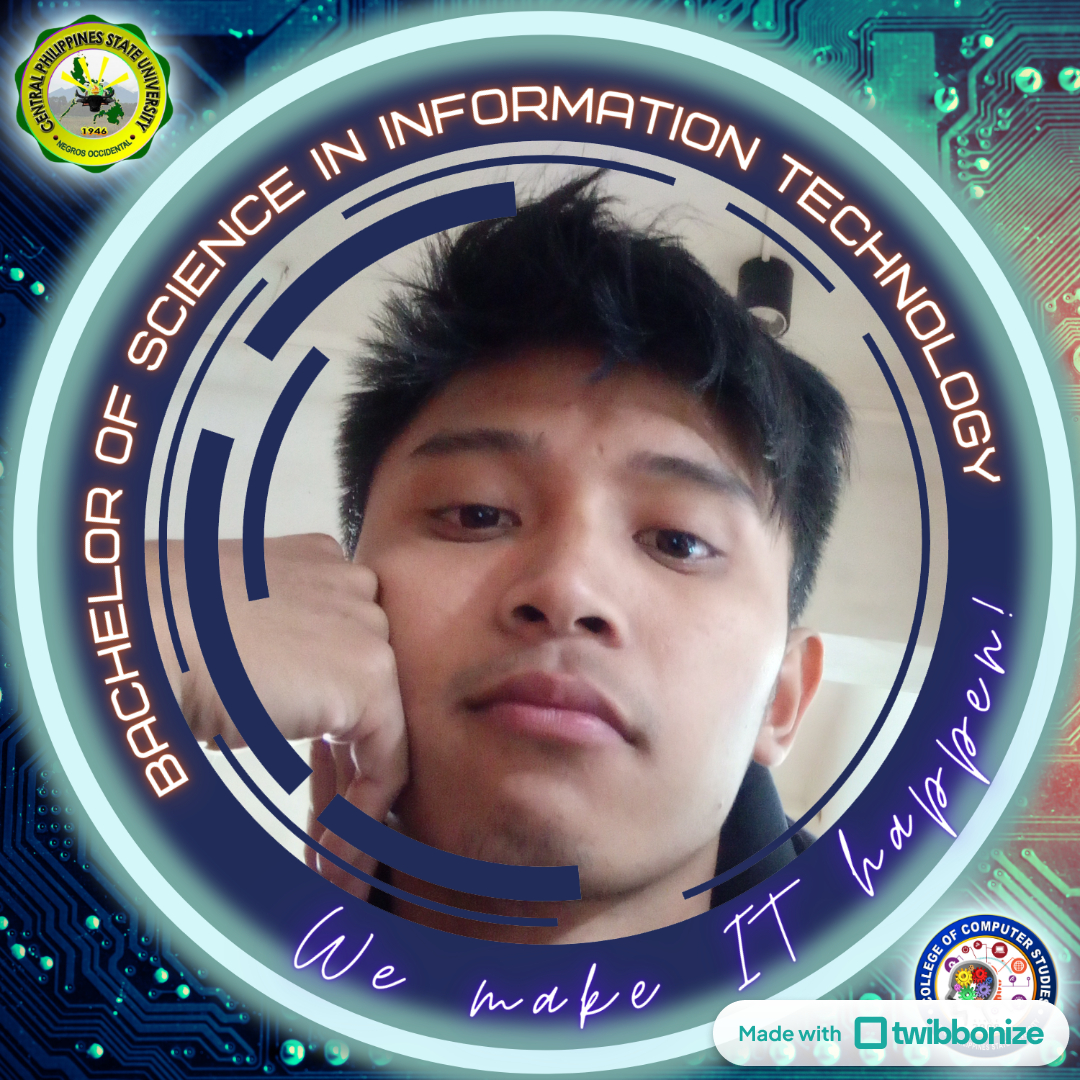 CENTRAL PHILIPPINES STATE UNIVERSITY
1946
NEGROS OCCIDENTAL
BACHELOR OF SCIENCE IN INFORMATION TECHNOLOGY
We make IT happen!
COLLEGE OF COMPUTER STUDIES
Made with twibbonize